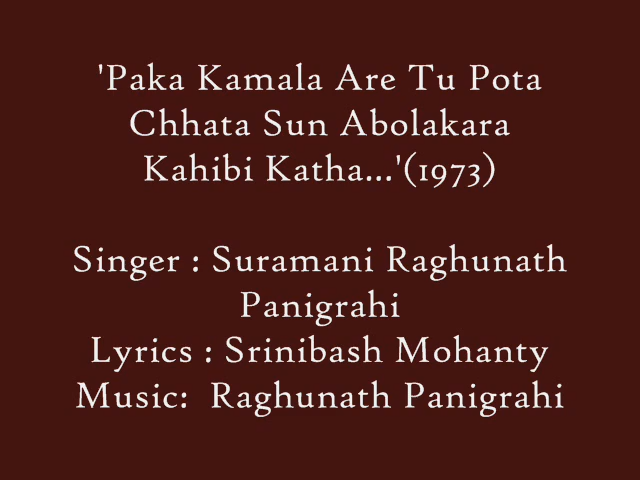 'Paka Kamala Are Tu Pota
Chhata Sun Abolakara
Kahibi Katha...'(1973)
Singer : Suramani Raghunath
Panigrahi
Lyrics : Srinibash Mohanty
Music:  Raghunath Panigrahi